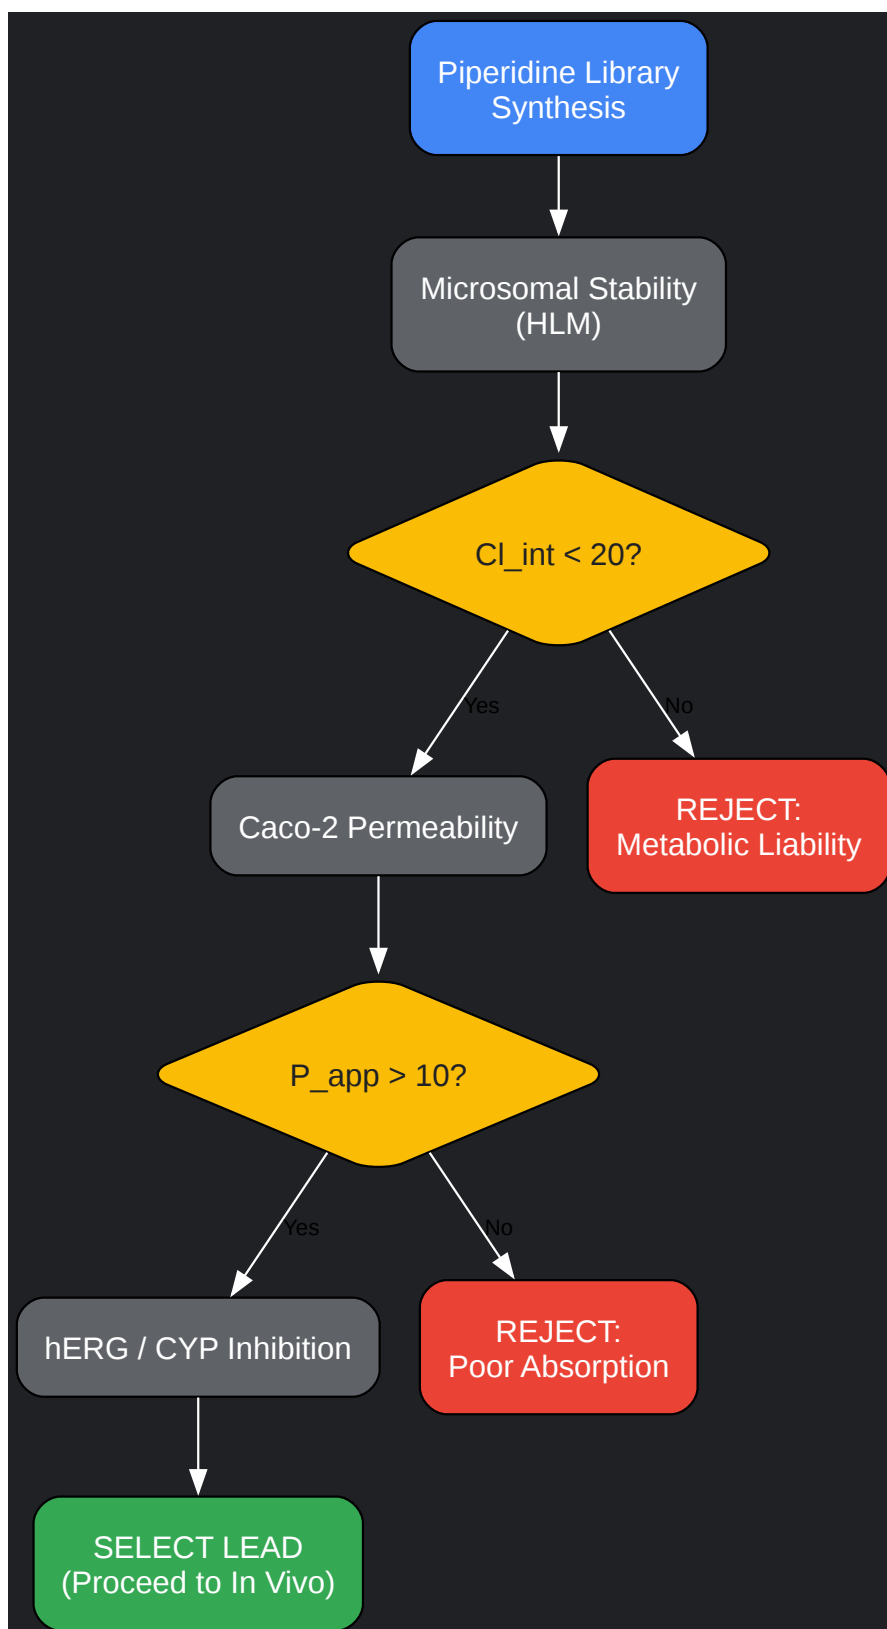 Piperidine Library
Synthesis
Microsomal Stability
(HLM)
Cl_int < 20?
Yes
No
Caco-2 Permeability
REJECT:
Metabolic Liability
P_app > 10?
Yes
No
hERG / CYP Inhibition
REJECT:
Poor Absorption
SELECT LEAD
(Proceed to In Vivo)